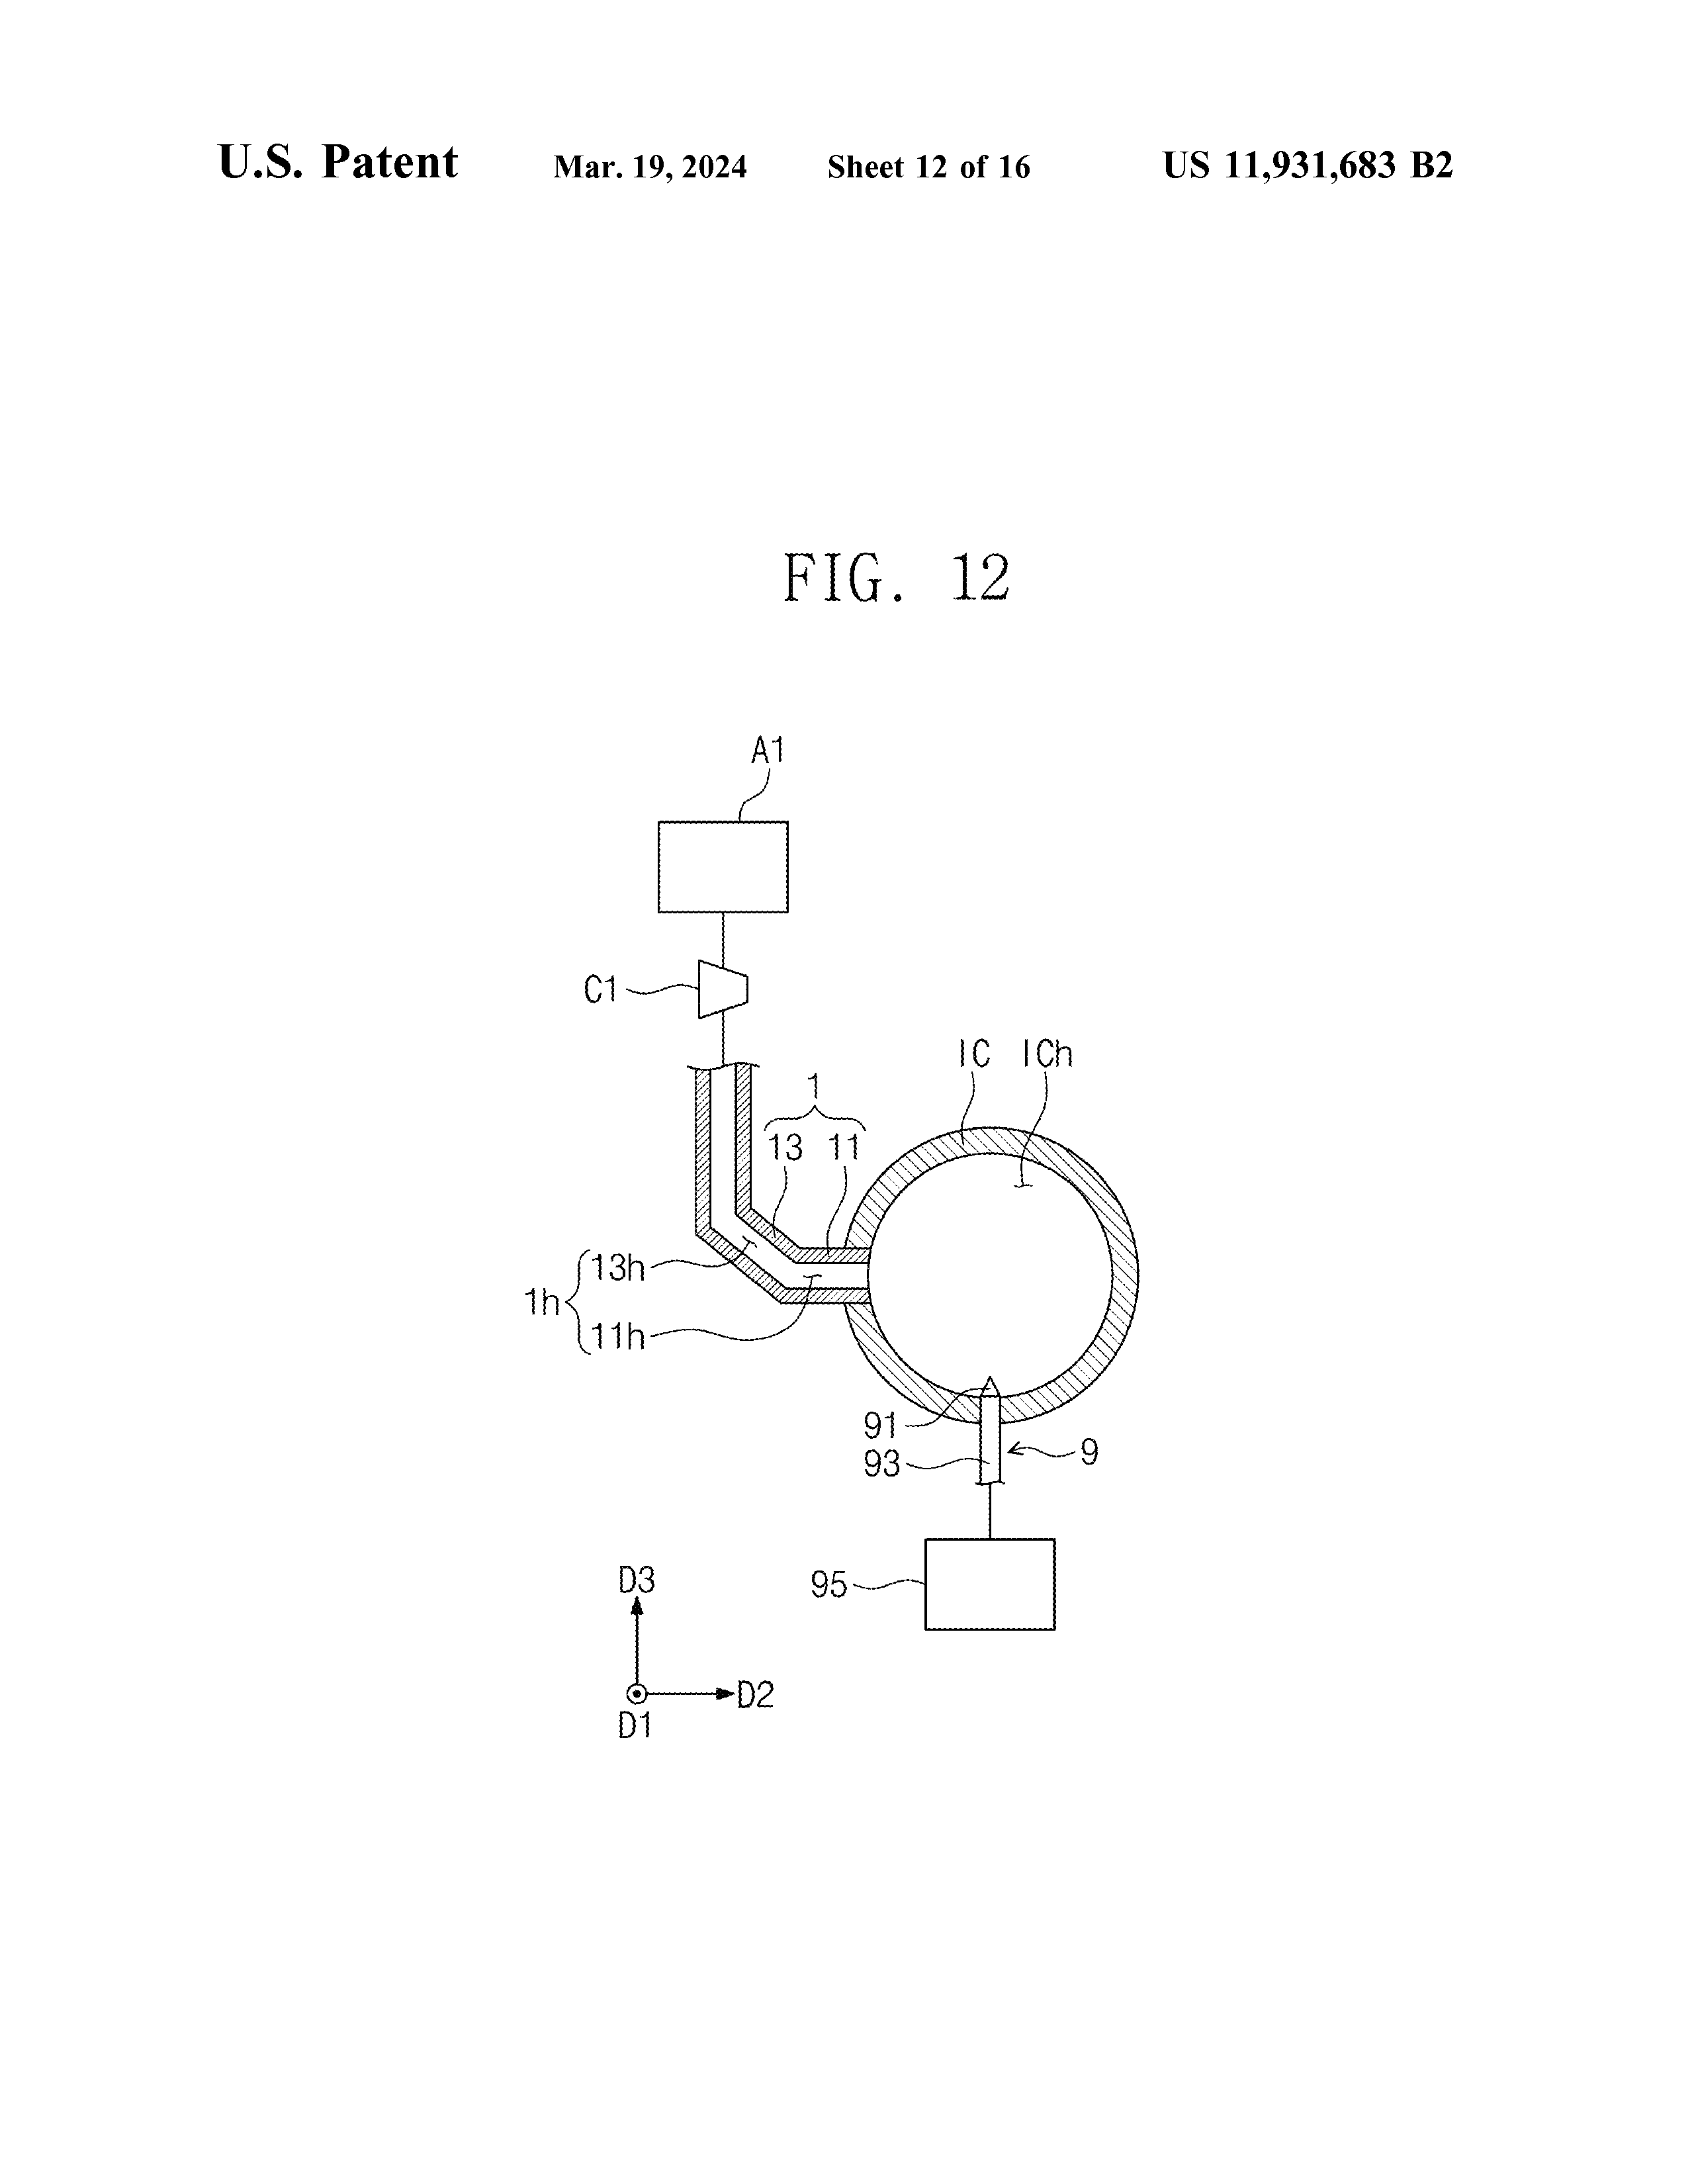 U.S. Patent Mar. 19, 2024 Sheet 12 of 16 US 11,931,683 B2
FIG. 12
A1
C1
IC ICh
1
13 11
13h
1h
11h
91
93
9
95
D3
D2
D1